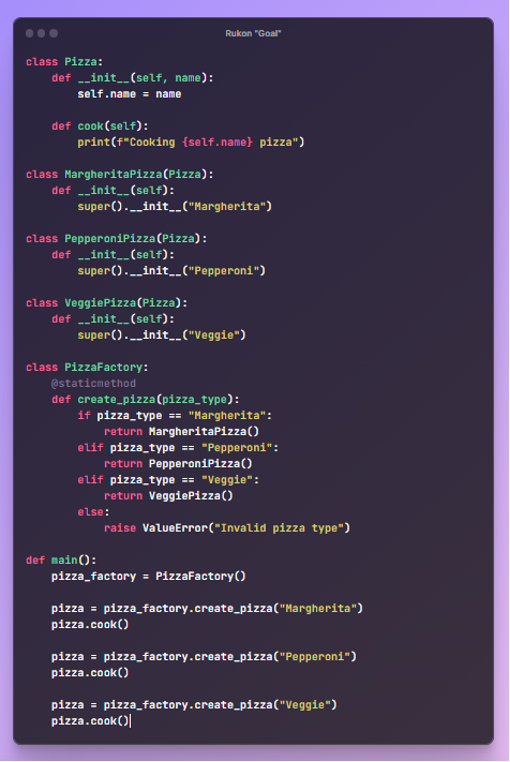 Rukon "Goal"
class Pizza:
    def __init__(self, name):
        self.name = name

    def cook(self):
        print(f"Cooking {self.name} pizza")

class MargheritaPizza(Pizza):
    def __init__(self):
        super().__init__("Margherita")

class PepperoniPizza(Pizza):
    def __init__(self):
        super().__init__("Pepperoni")

class VeggiePizza(Pizza):
    def __init__(self):
        super().__init__("Veggie")

class PizzaFactory:
    @staticmethod
    def create_pizza(pizza_type):
        if pizza_type == "Margherita":
            return MargheritaPizza()
        elif pizza_type == "Pepperoni":
            return PepperoniPizza()
        elif pizza_type == "Veggie":
            return VeggiePizza()
        else:
            raise ValueError("Invalid pizza type")

def main():
    pizza_factory = PizzaFactory()

    pizza = pizza_factory.create_pizza("Margherita")
    pizza.cook()

    pizza = pizza_factory.create_pizza("Pepperoni")
    pizza.cook()

    pizza = pizza_factory.create_pizza("Veggie")
    pizza.cook()